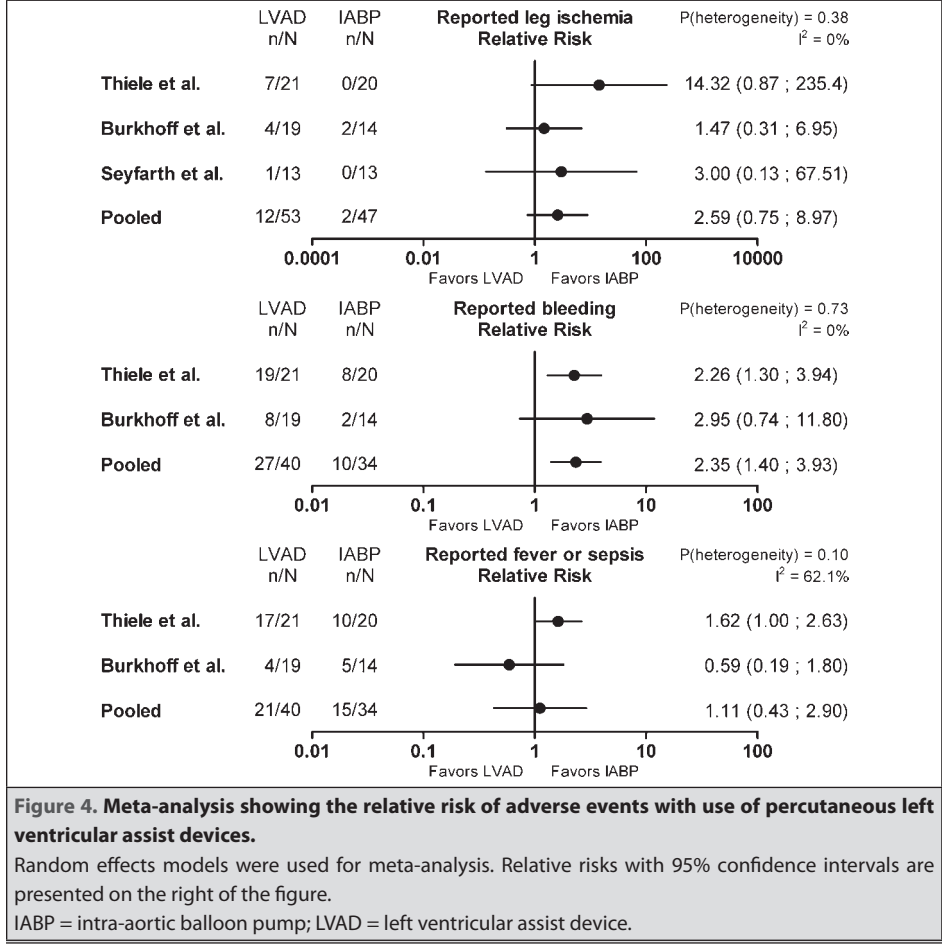 LVAD IABP Reported leg ischemia P(heterogeneity) = 0.38
n/N n/N Relative Risk I² = 0%
Thiele et al. 7/21 0/20 14.32 (0.87 ; 235.4)
Burkhoff et al. 4/19 2/14 1.47 (0.31 ; 6.95)
Seyfarth et al. 1/13 0/13 3.00 (0.13 ; 67.51)
Pooled 12/53 2/47 2.59 (0.75 ; 8.97)
0.0001 0.01 1 100 10000
Favors LVAD Favors IABP
LVAD IABP Reported bleeding P(heterogeneity) = 0.73
n/N n/N Relative Risk I² = 0%
Thiele et al. 19/21 8/20 2.26 (1.30 ; 3.94)
Burkhoff et al. 8/19 2/14 2.95 (0.74 ; 11.80)
Pooled 27/40 10/34 2.35 (1.40 ; 3.93)
0.01 0.1 1 10 100
Favors LVAD Favors IABP
LVAD IABP Reported fever or sepsis P(heterogeneity) = 0.10
n/N n/N Relative Risk I² = 62.1%
Thiele et al. 17/21 10/20 1.62 (1.00 ; 2.63)
Burkhoff et al. 4/19 5/14 0.59 (0.19 ; 1.80)
Pooled 21/40 15/34 1.11 (0.43 ; 2.90)
0.01 0.1 1 10 100
Favors LVAD Favors IABP
Figure 4. Meta-analysis showing the relative risk of adverse events with use of percutaneous left
ventricular assist devices.
Random effects models were used for meta-analysis. Relative risks with 95% confidence intervals are
presented on the right of the figure.
IABP = intra-aortic balloon pump; LVAD = left ventricular assist device.